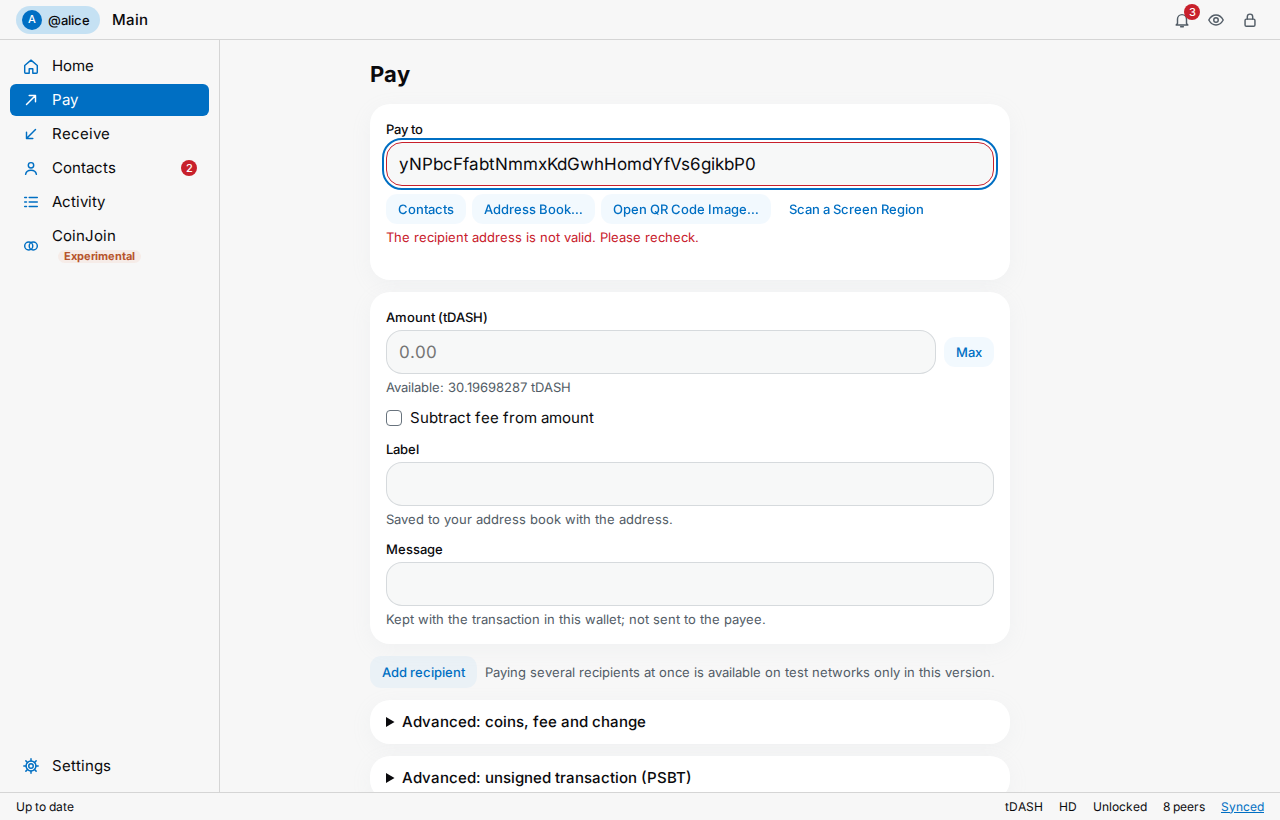 A @alice Main 3
Home
Pay
Receive
Contacts 2
Activity
CoinJoin
Experimental
Settings
Pay
Pay to
yNPbcFfabtNmmxKdGwhHomdYfVs6gikbP0
Contacts Address Book... Open QR Code Image... Scan a Screen Region
The recipient address is not valid. Please recheck.
Amount (tDASH)
0.00 Max
Available: 30.19698287 tDASH
Subtract fee from amount
Label
Saved to your address book with the address.
Message
Kept with the transaction in this wallet; not sent to the payee.
Add recipient Paying several recipients at once is available on test networks only in this version.
Advanced: coins, fee and change
Advanced: unsigned transaction (PSBT)
Up to date tDASH HD Unlocked 8 peers Synced